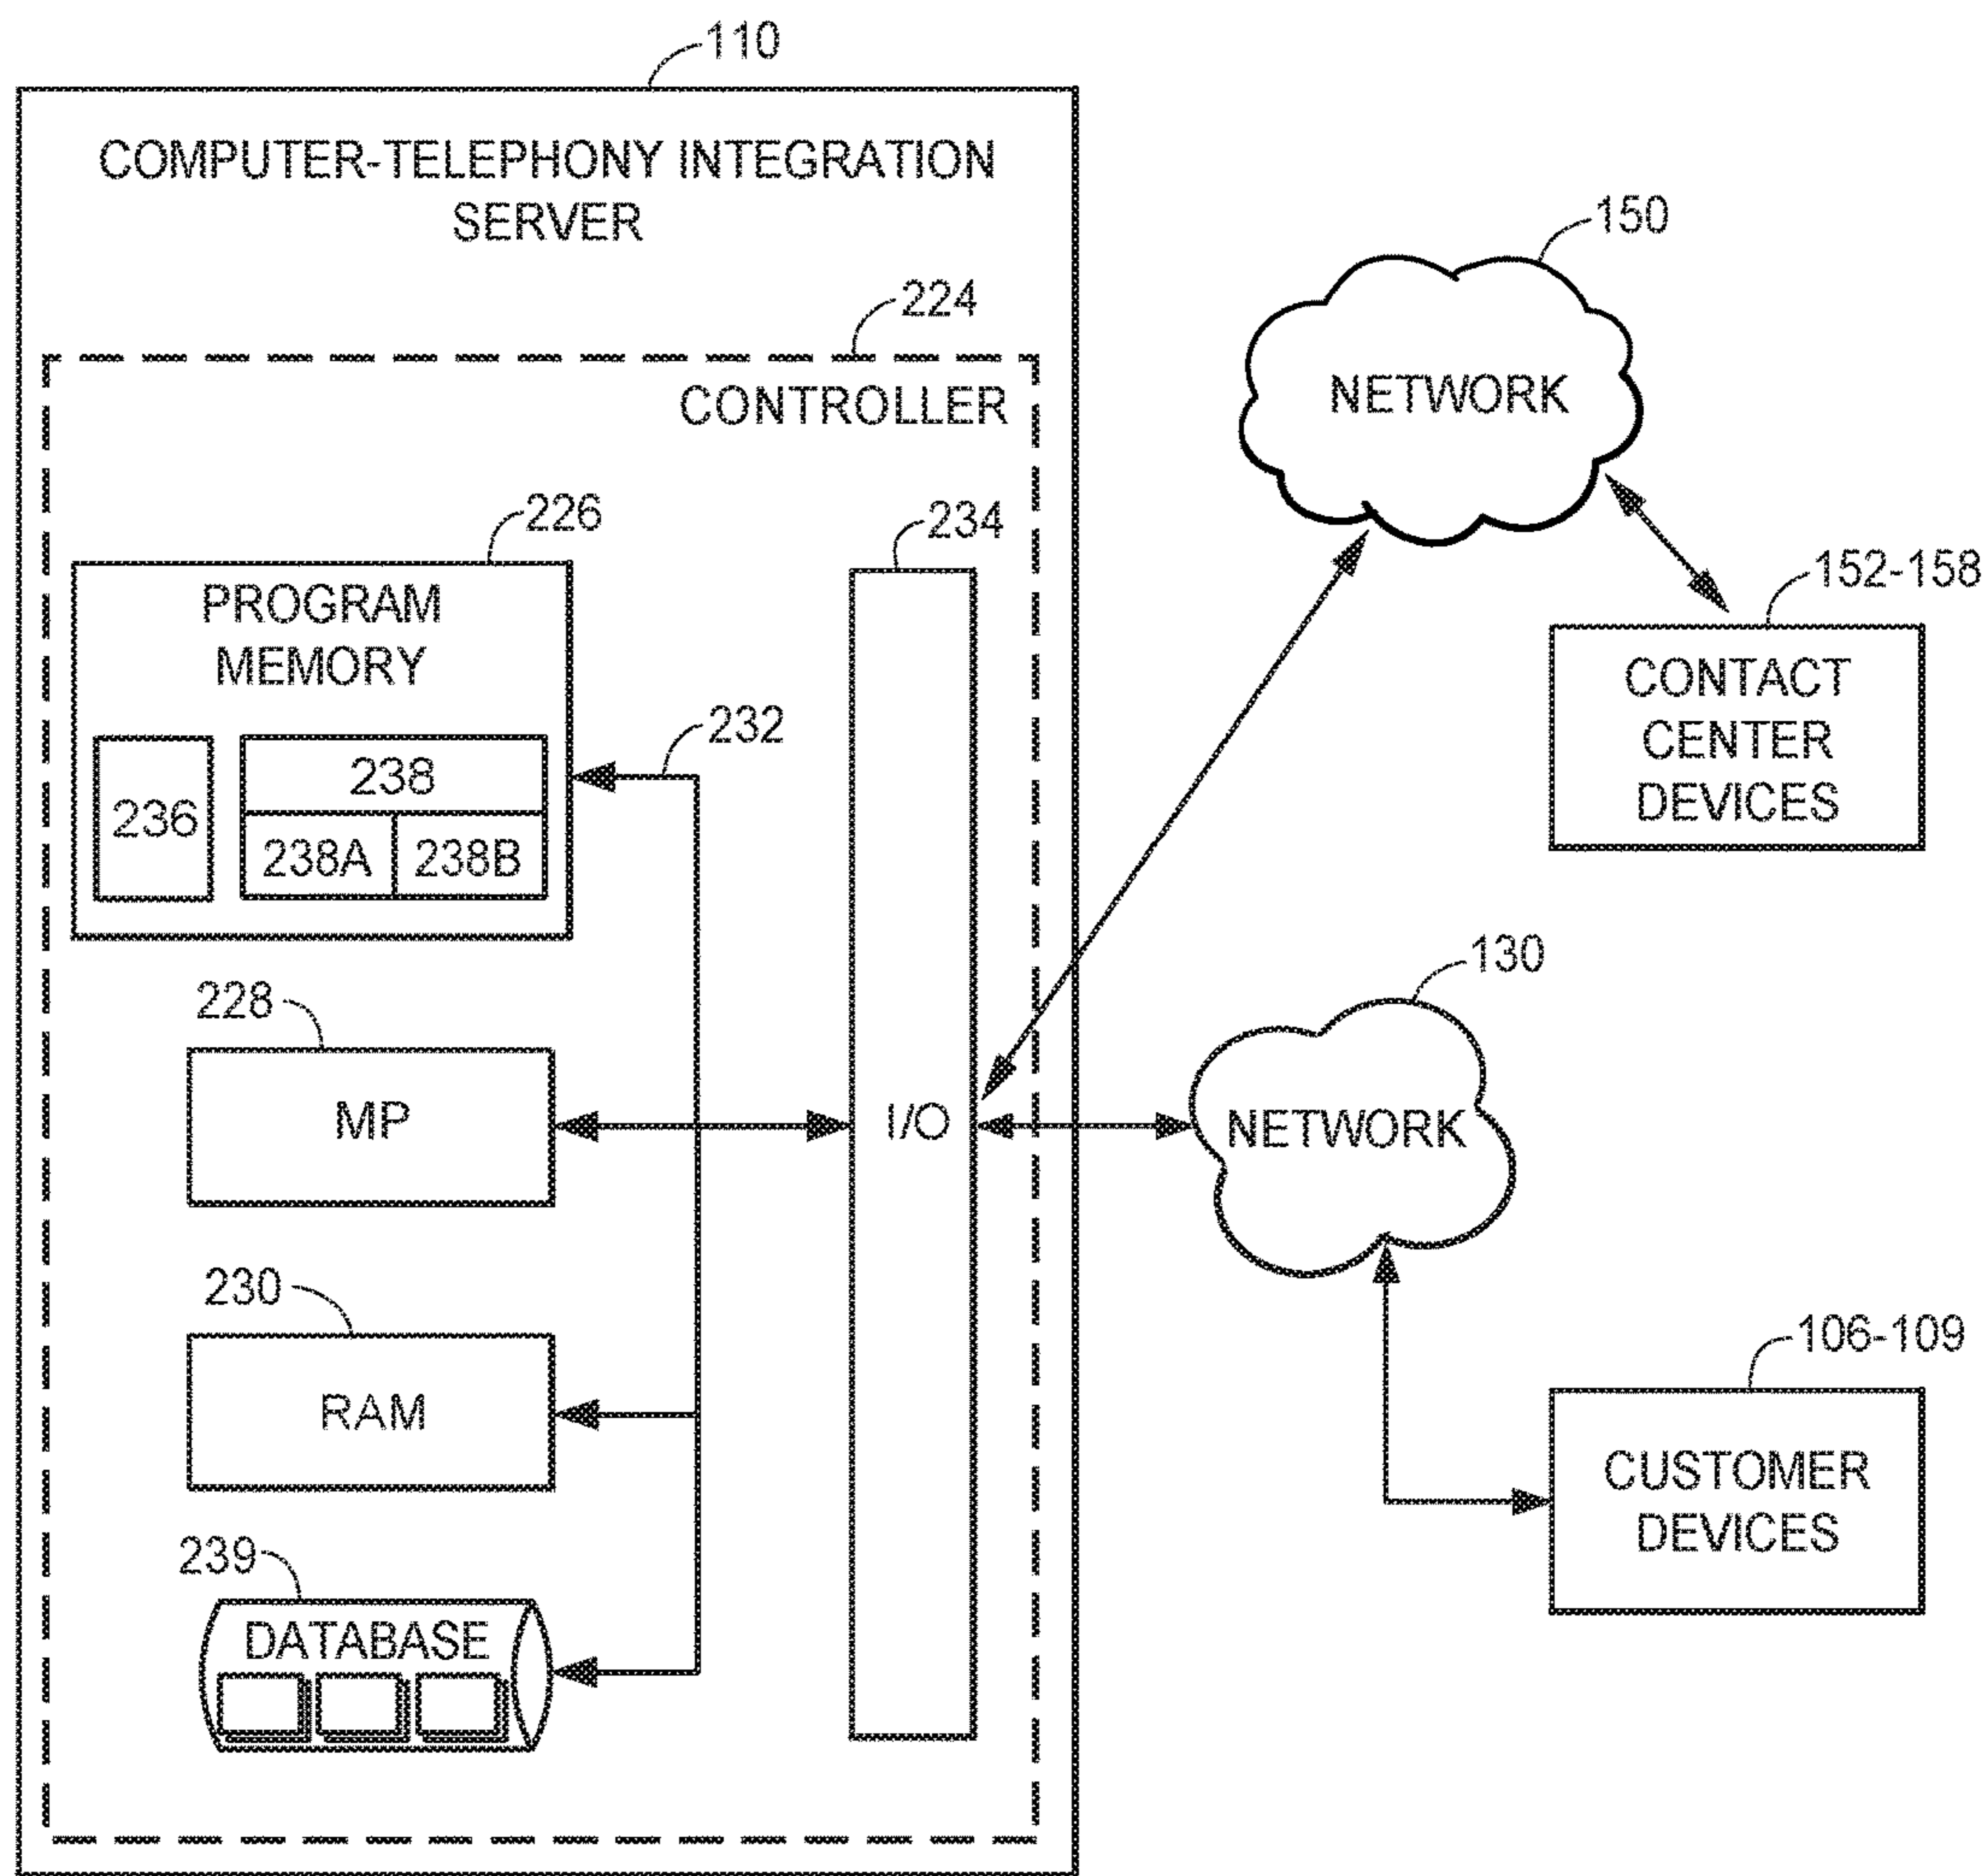 110
COMPUTER-TELEPHONY INTEGRATION
SERVER
150
224
CONTROLLER
NETWORK
226
234
PROGRAM
MEMORY
152-158
CONTACT
CENTER
DEVICES
232
236
238
238A
238B
130
228
MP
I/O
NETWORK
230
RAM
106-109
CUSTOMER
DEVICES
239
DATABASE